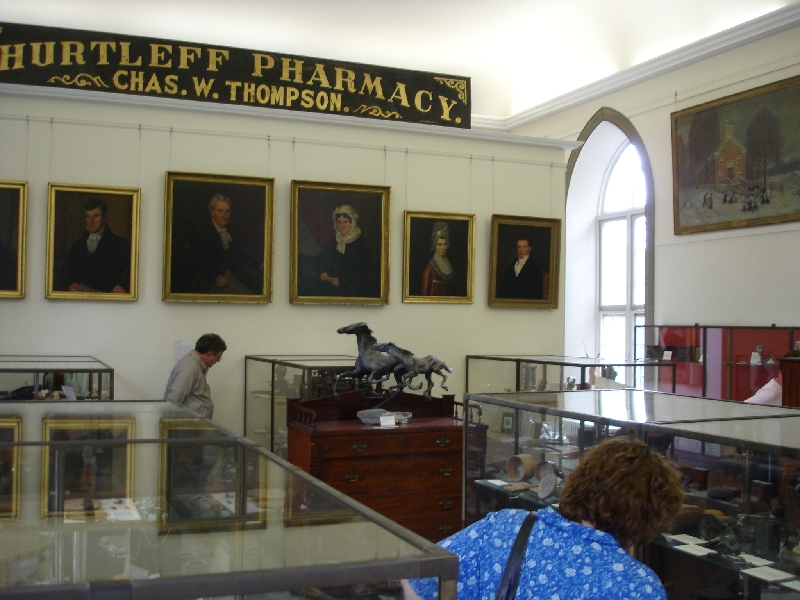 HURTLEFF PHARMACY.
CHAS. W. THOMPSON.